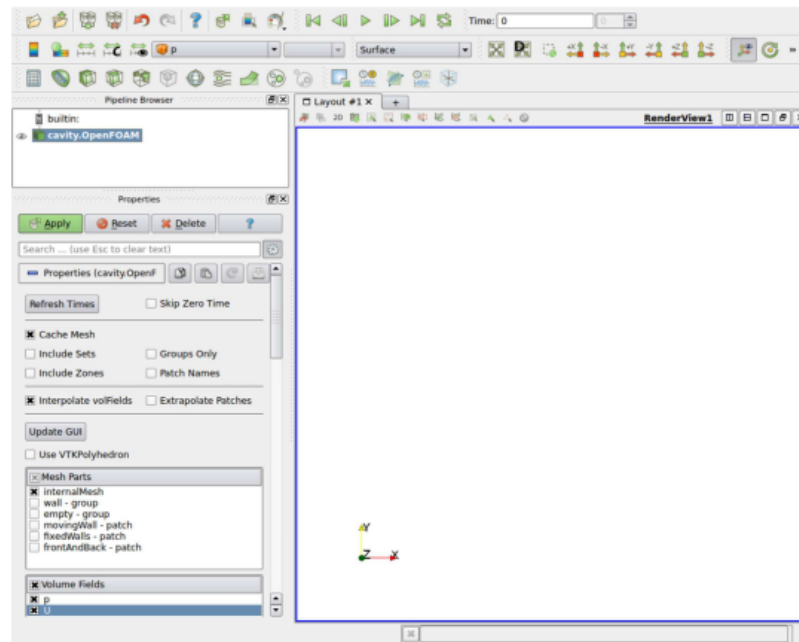 Time: 0
0
p
Surface
Pipeline Browser
Layout #1
builtin:
cavity.OpenFOAM
2D
RenderView1
Properties
Apply
Reset
Delete
?
Search ... (use Esc to clear text)
Properties (cavity.OpenF
Refresh Times
Skip Zero Time
Cache Mesh
Include Sets
Groups Only
Include Zones
Patch Names
Interpolate volFields
Extrapolate Patches
Update GUI
Use VTKPolyhedron
Mesh Parts
internalMesh
wall - group
empty - group
movingWall - patch
fixedWalls - patch
frontAndBack - patch
Y
Z
X
Volume Fields
p
U